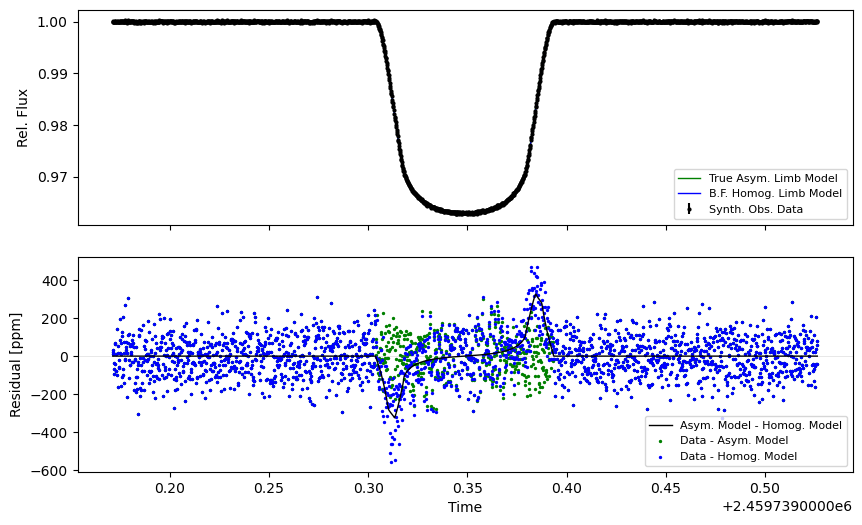 1.00
0.99
0.98
0.97
Rel. Flux
True Asym. Limb Model
B.F. Homog. Limb Model
Synth. Obs. Data
400
200
0
−200
−400
−600
Residual [ppm]
Asym. Model - Homog. Model
Data - Asym. Model
Data - Homog. Model
0.20 0.25 0.30 0.35 0.40 0.45 0.50
Time
+2.4597390000e6